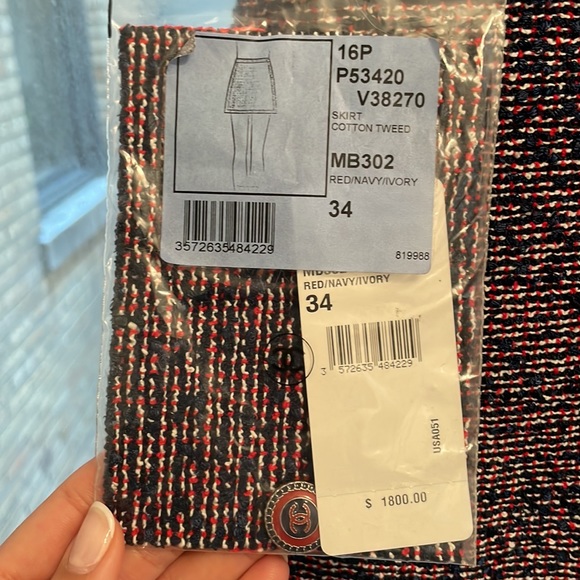 16P
P53420
V38270
SKIRT
COTTON TWEED
MB302
RED/NAVY/IVORY
34
3572635484229
819988
RED/NAVY/IVORY
34
3 572635 484229
USA051
$ 1800.00